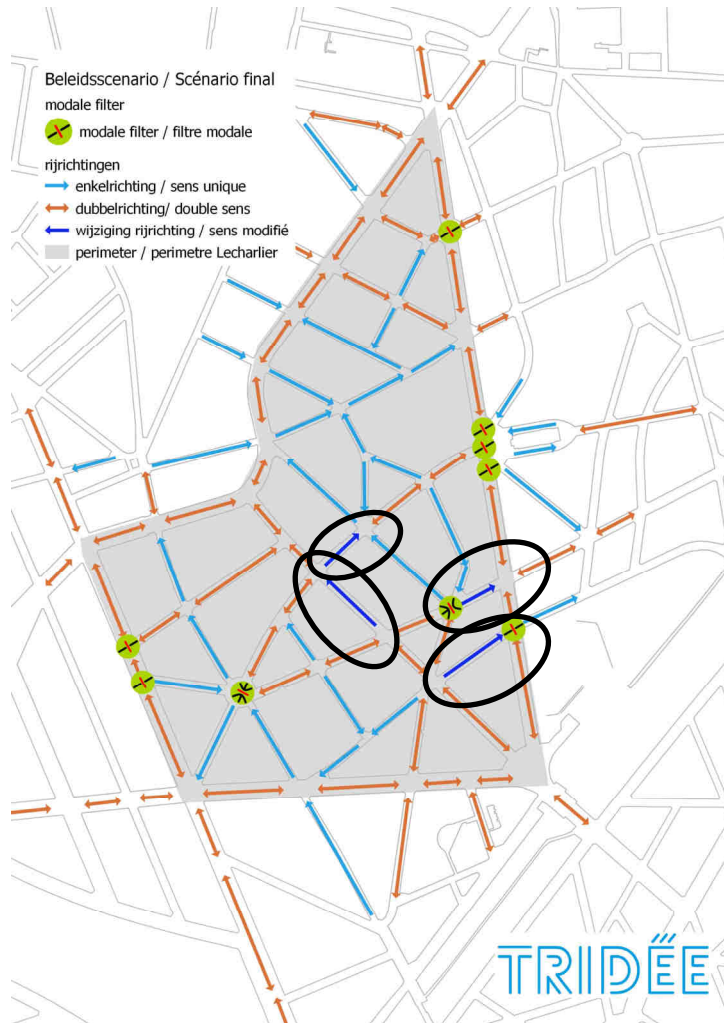 Beleidsscenario / Scénario final
modale filter
modale filter / filtre modale
rijrichtingen
enkelrichting / sens unique
dubbelrichting/ double sens
wijziging rijrichting / sens modifié
perimeter / perimetre Lecharlier
TRIDËE